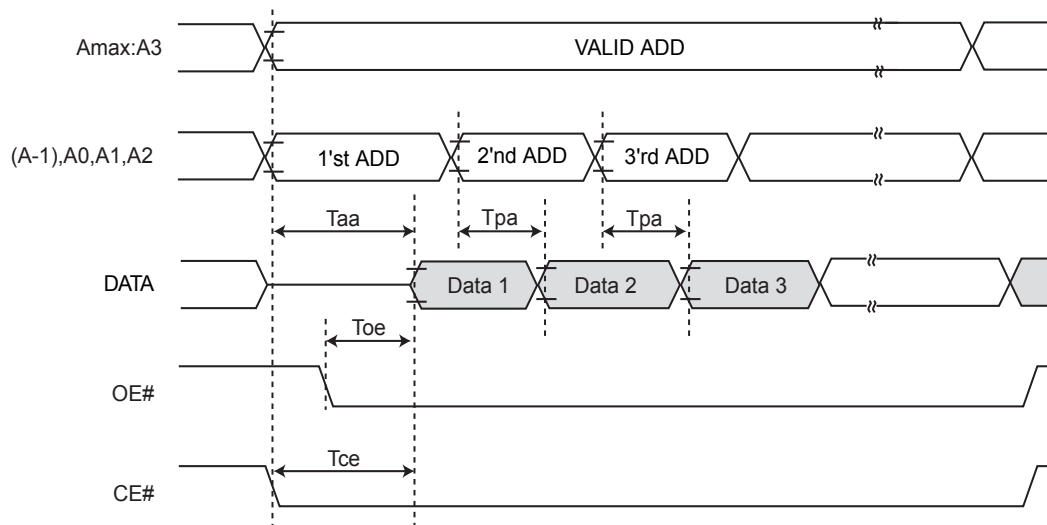 Amax:A3
VALID ADD
(A-1),A0,A1,A2
1'st ADD
2'nd ADD
3'rd ADD
Taa
Tpa
Tpa
DATA
Data 1
Data 2
Data 3
Toe
OE#
Tce
CE#